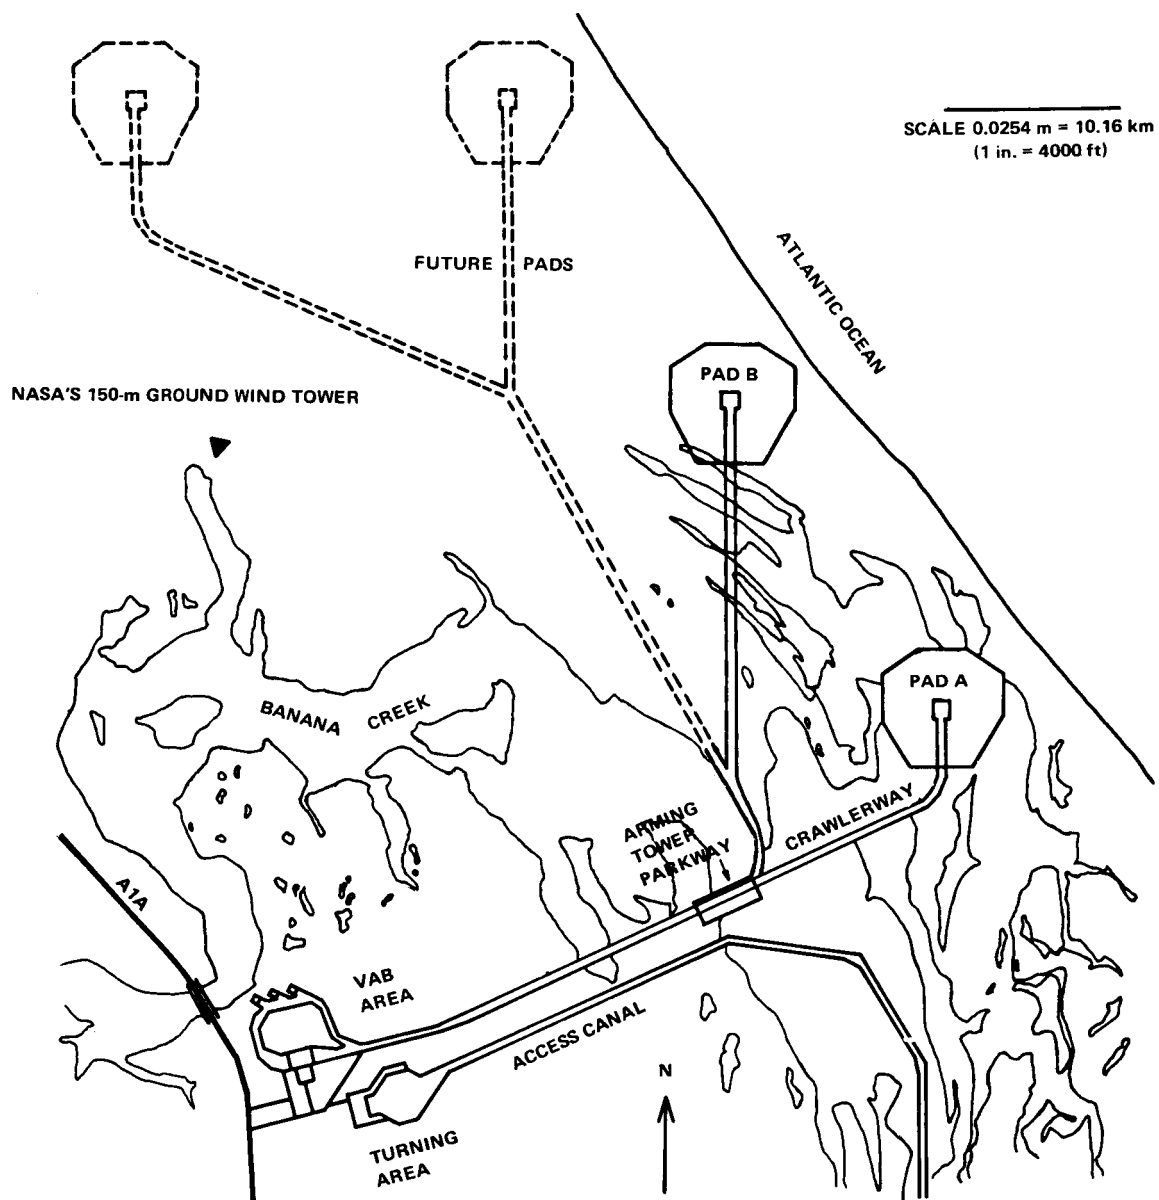 SCALE 0.0254 m = 10.16 km
(1 in. = 4000 ft)
ATLANTIC OCEAN
FUTURE PADS
PAD B
NASA'S 150-m GROUND WIND TOWER
PAD A
BANANA CREEK
CRAWLERWAY
ARMING
TOWER
PARKWAY
A1A
VAB
AREA
ACCESS CANAL
N
TURNING
AREA